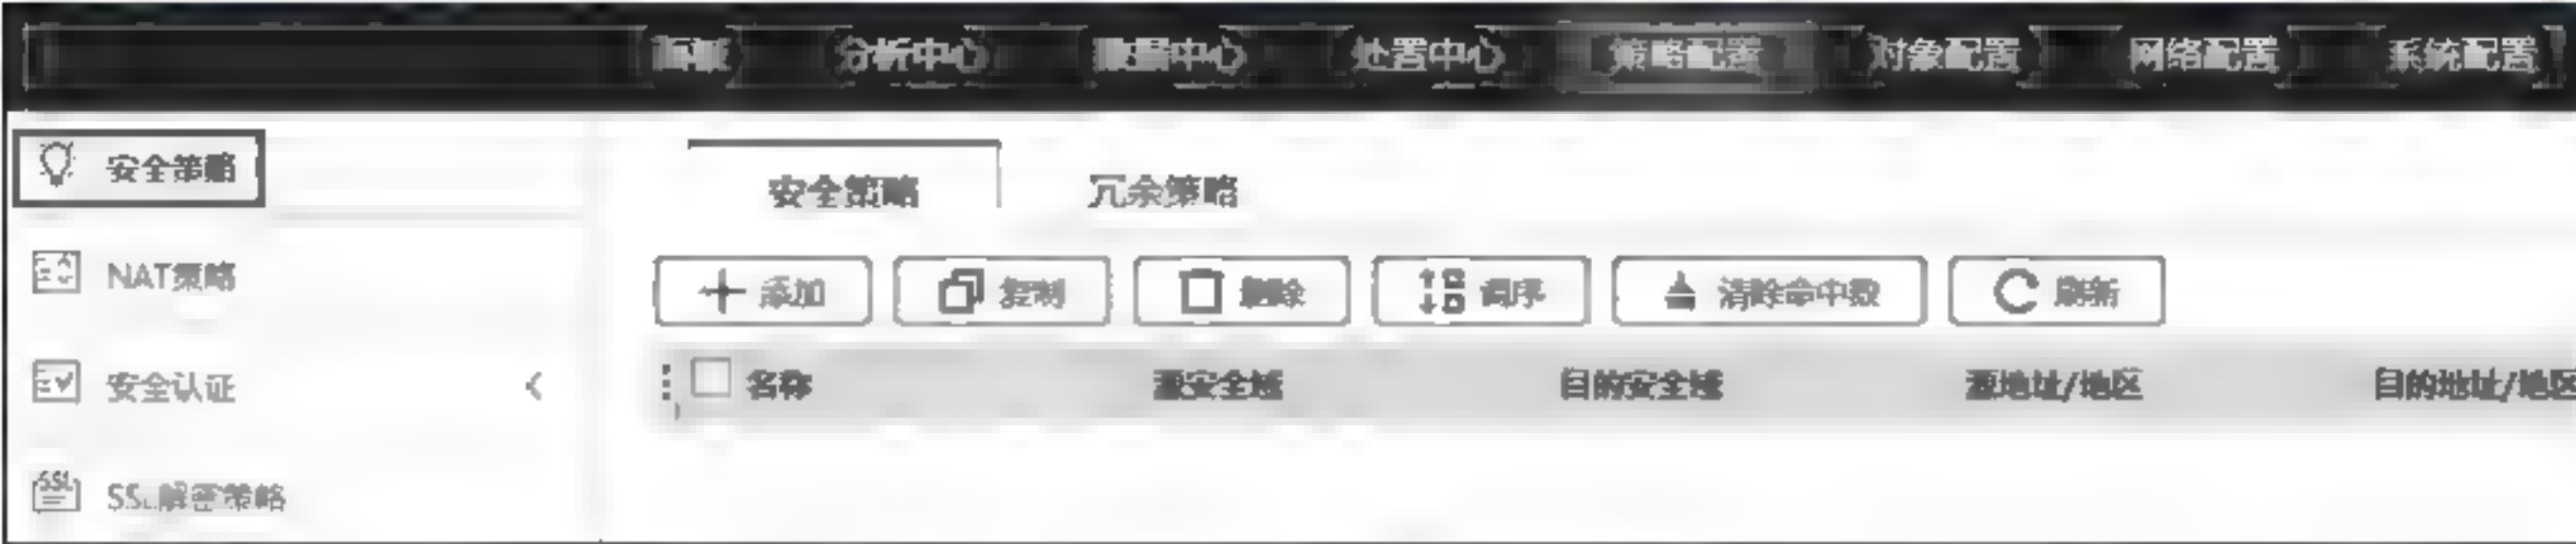 面板 分析中心 数据中心 处置中心 策略配置 对象配置 网络配置 系统配置
安全策略
安全策略 冗余策略
NAT策略
添加 复制 删除 调序 清除命中数 刷新
安全认证
名称 源安全域 目的安全域 源地址/地区 目的地址/地区
SSL解密策略